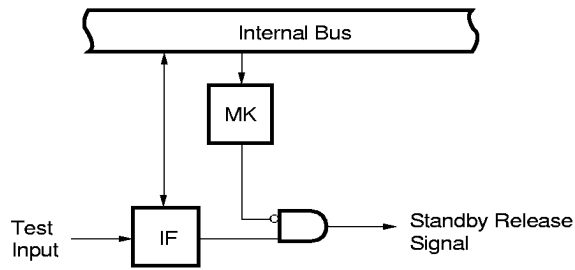 Internal Bus
MK
Test
Input
IF
Standby Release
Signal